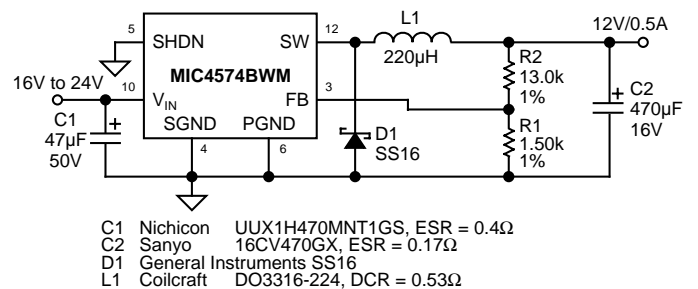 5 SHDN SW 12 L1 12V/0.5A
220µH
16V to 24V MIC4574BWM R2
13.0k
1%
10 VIN FB 3 C2
470µF
16V
C1
47µF
50V
SGND PGND D1
SS16
R1
1.50k
1%
4 6
C1 Nichicon UUX1H470MNT1GS, ESR = 0.4Ω
C2 Sanyo 16CV470GX, ESR = 0.17Ω
D1 General Instruments SS16
L1 Coilcraft DO3316-224, DCR = 0.53Ω